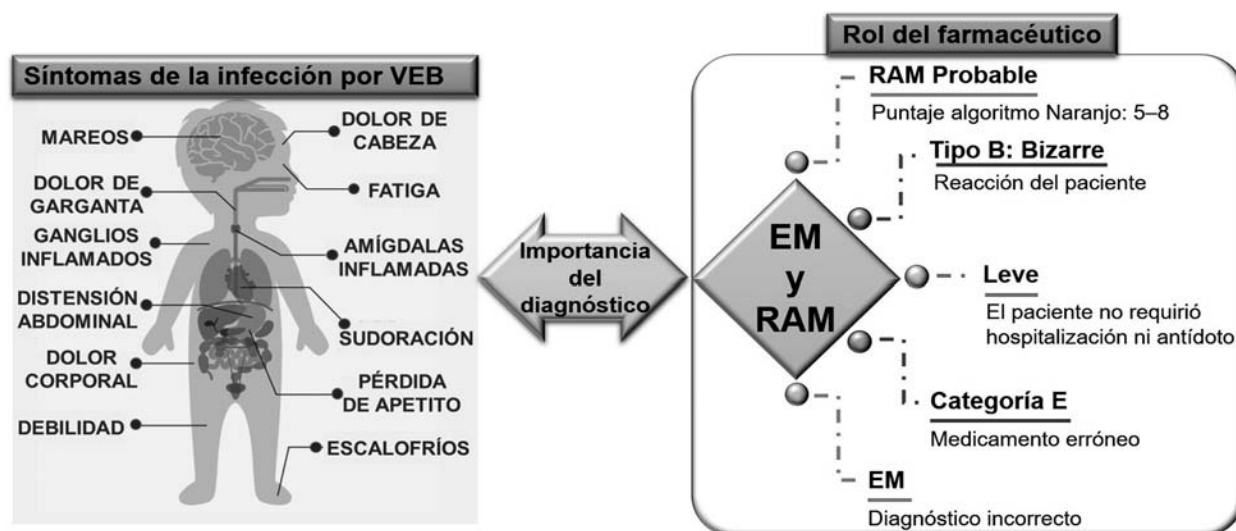 Síntomas de la infección por VEB
MAREOS
DOLOR DE
CABEZA
DOLOR DE
GARGANTA
FATIGA
GANGLIOS
INFLAMADOS
AMÍGDALAS
INFLAMADAS
DISTENSIÓN
ABDOMINAL
SUDORACIÓN
DOLOR
CORPORAL
PÉRDIDA
DE APETITO
DEBILIDAD
ESCALOFRÍOS
Importancia
del
diagnóstico
Rol del farmacéutico
EM
y
RAM
RAM Probable
Puntaje algoritmo Naranjo: 5–8
Tipo B: Bizarre
Reacción del paciente
Leve
El paciente no requirió
hospitalización ni antídoto
Categoría E
Medicamento erróneo
EM
Diagnóstico incorrecto